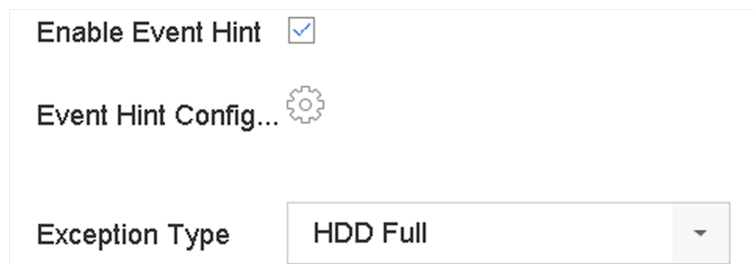 Enable Event Hint
Event Hint Config...
Exception Type HDD Full